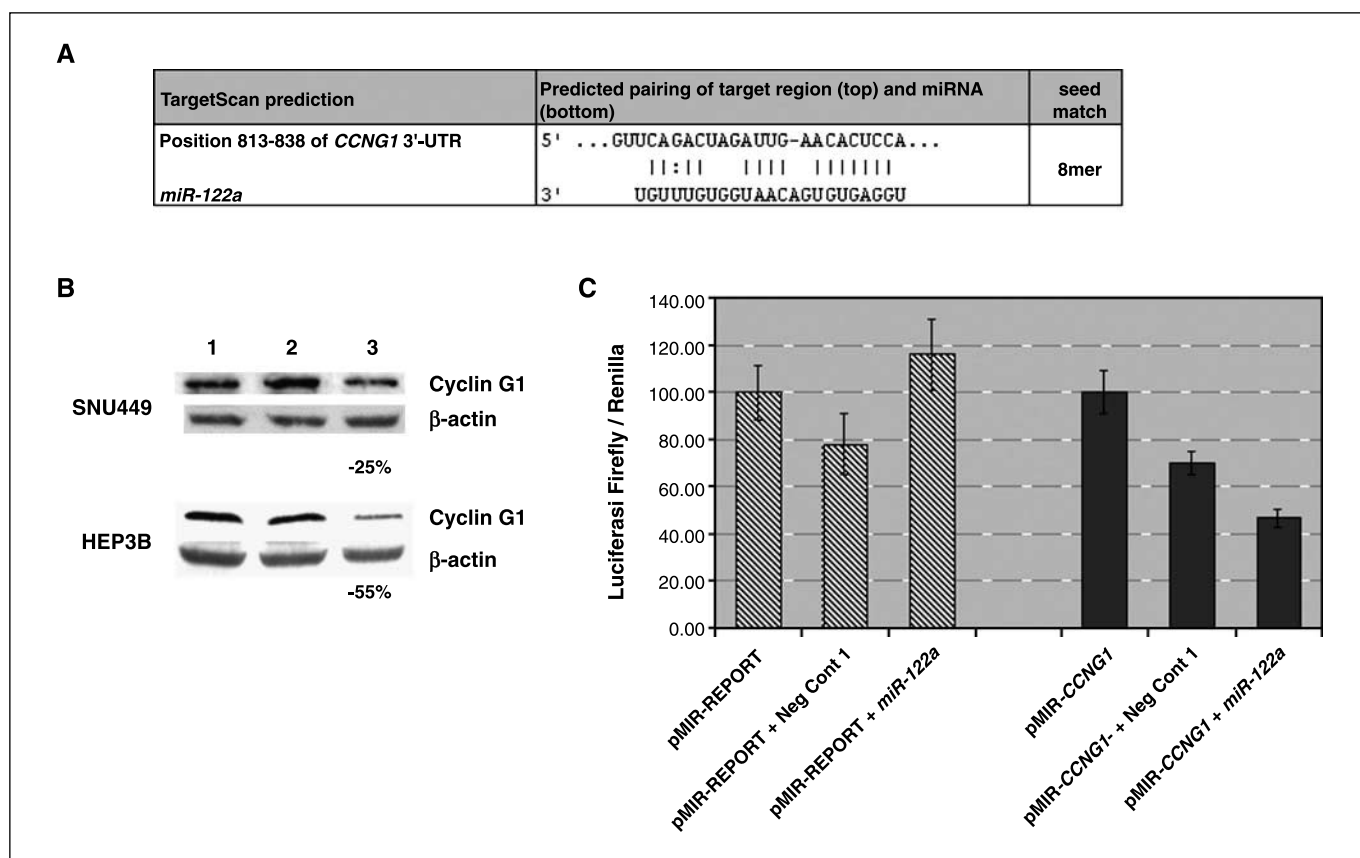 A
TargetScan prediction
Predicted pairing of target region (top) and miRNA
(bottom)
seed
match
Position 813-838 of CCNG1 3'-UTR
5' ...GUUCAGACUAGAUUG-AACACUCCA...
||:|| |||| |||||||
miR-122a
3' UGUUUGUGGUAACAGUGUGAGGU
8mer
B
1 2 3
SNU449
Cyclin G1
β-actin
-25%
HEP3B
Cyclin G1
β-actin
-55%
C
Luciferasi Firefly / Renilla
140.00
120.00
100.00
80.00
60.00
40.00
20.00
0.00
pMIR-REPORT
pMIR-REPORT + Neg Cont 1
pMIR-REPORT + miR-122a
pMIR-CCNG1
pMIR-CCNG1- + Neg Cont 1
pMIR-CCNG1 + miR-122a